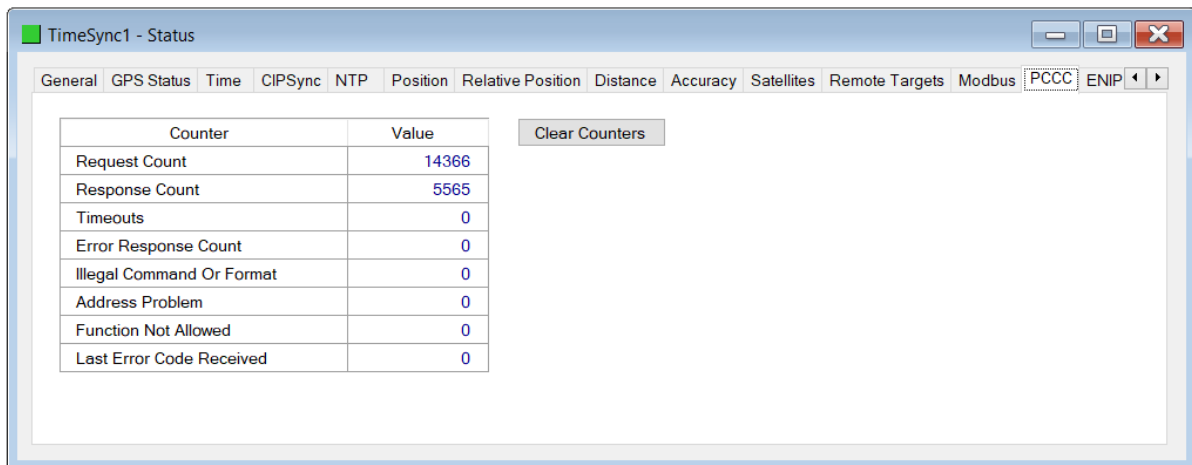 TimeSync1 - Status
General GPS Status Time CIPSync NTP Position Relative Position Distance Accuracy Satellites Remote Targets Modbus PCCC ENIP
Counter Value Clear Counters
Request Count 14366
Response Count 5565
Timeouts 0
Error Response Count 0
Illegal Command Or Format 0
Address Problem 0
Function Not Allowed 0
Last Error Code Received 0